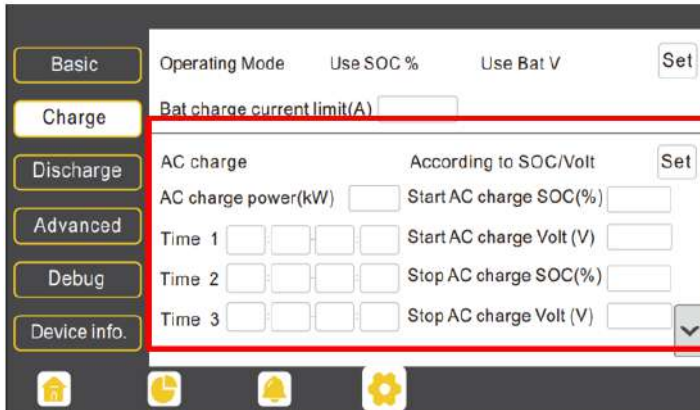 Basic
Charge
Discharge
Advanced
Debug
Device info.
Operating Mode Use SOC % Use Bat V Set
Bat charge current limit(A)
AC charge According to SOC/Volt Set
AC charge power(kW) Start AC charge SOC(%)
Time 1 : - : Start AC charge Volt (V)
Time 2 : - : Stop AC charge SOC(%)
Time 3 : - : Stop AC charge Volt (V)